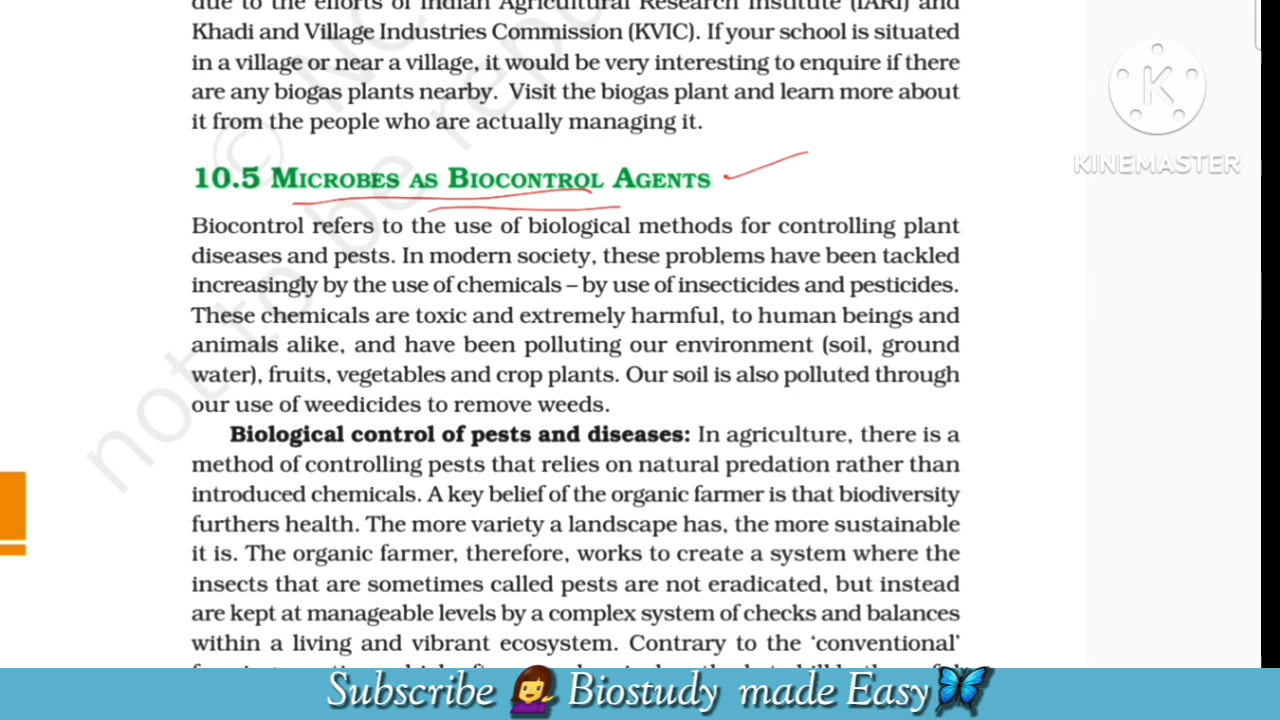 due to the efforts of Indian Agricultural Research Institute (IARI) and
Khadi and Village Industries Commission (KVIC). If your school is situated
in a village or near a village, it would be very interesting to enquire if there
are any biogas plants nearby. Visit the biogas plant and learn more about
it from the people who are actually managing it.
10.5 MICROBES AS BIOCONTROL AGENTS
Biocontrol refers to the use of biological methods for controlling plant
diseases and pests. In modern society, these problems have been tackled
increasingly by the use of chemicals – by use of insecticides and pesticides.
These chemicals are toxic and extremely harmful, to human beings and
animals alike, and have been polluting our environment (soil, ground
water), fruits, vegetables and crop plants. Our soil is also polluted through
our use of weedicides to remove weeds.
Biological control of pests and diseases: In agriculture, there is a
method of controlling pests that relies on natural predation rather than
introduced chemicals. A key belief of the organic farmer is that biodiversity
furthers health. The more variety a landscape has, the more sustainable
it is. The organic farmer, therefore, works to create a system where the
insects that are sometimes called pests are not eradicated, but instead
are kept at manageable levels by a complex system of checks and balances
within a living and vibrant ecosystem. Contrary to the ‘conventional’
K
KINEMASTER
© NC
not to be repu
Subscribe Biostudy made Easy